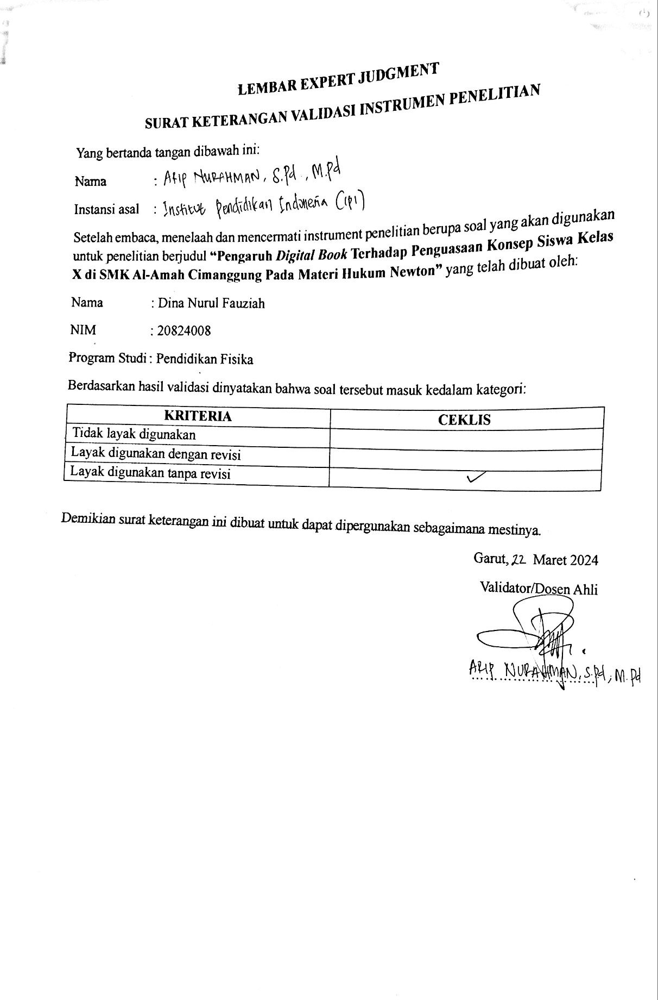 LEMBAR EXPERT JUDGMENT
SURAT KETERANGAN VALIDASI INSTRUMEN PENELITIAN
Yang bertanda tangan dibawah ini:
Nama : Arip NURAHMAN, S.Pd., M.Pd
Instansi asal : Institut Pendidikan Indonesia (IPI)
Setelah embaca, menelaah dan mencermati instrument penelitian berupa soal yang akan digunakan
untuk penelitian berjudul “Pengaruh Digital Book Terhadap Penguasaan Konsep Siswa Kelas
X di SMK Al-Amah Cimanggung Pada Materi Hukum Newton” yang telah dibuat oleh:
Nama : Dina Nurul Fauziah
NIM : 20824008
Program Studi : Pendidikan Fisika
Berdasarkan hasil validasi dinyatakan bahwa soal tersebut masuk kedalam kategori:
KRITERIA CEKLIS
Tidak layak digunakan
Layak digunakan dengan revisi
Layak digunakan tanpa revisi ✓
Demikian surat keterangan ini dibuat untuk dapat dipergunakan sebagaimana mestinya.
Garut, 22 Maret 2024
Validator/Dosen Ahli
ARIP NURAHMAN, S.Pd, M.Pd